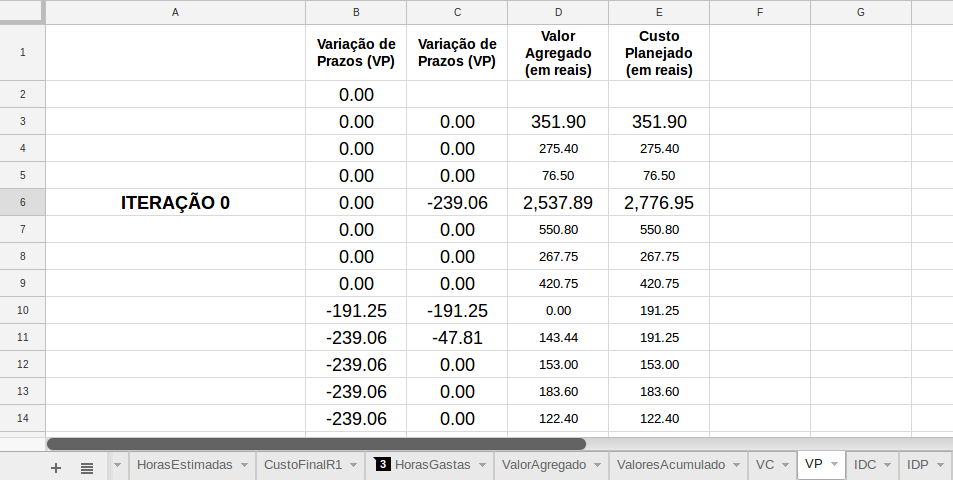 A B C D E F G
1 Variação de Prazos (VP) Variação de Prazos (VP) Valor Agregado (em reais) Custo Planejado (em reais)
2 0.00
3 0.00 0.00 351.90 351.90
4 0.00 0.00 275.40 275.40
5 0.00 0.00 76.50 76.50
6 ITERAÇÃO 0 0.00 -239.06 2,537.89 2,776.95
7 0.00 0.00 550.80 550.80
8 0.00 0.00 267.75 267.75
9 0.00 0.00 420.75 420.75
10 -191.25 -191.25 0.00 191.25
11 -239.06 -47.81 143.44 191.25
12 -239.06 0.00 153.00 153.00
13 -239.06 0.00 183.60 183.60
14 -239.06 0.00 122.40 122.40
HorasEstimadas CustoFinalR1 3 HorasGastas ValorAgregado ValoresAcumulado VC VP IDC IDP